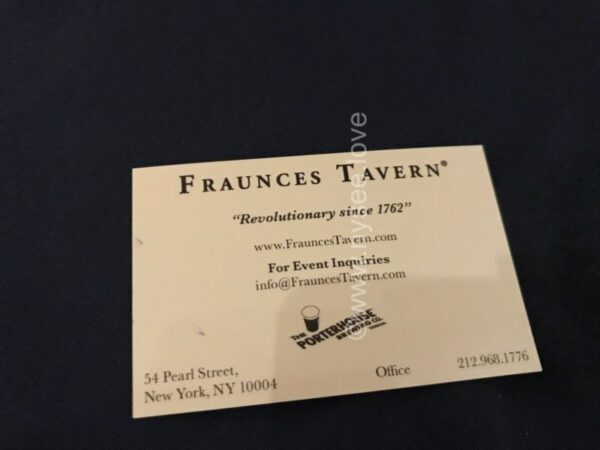 FRAUNCES TAVERN®
"Revolutionary since 1762"
www.FrauncesTavern.com
For Event Inquiries
info@FrauncesTavern.com
THE
PORTERHOUSE
BREWING CO.
54 Pearl Street,
New York, NY 10004
Office
212.968.1776